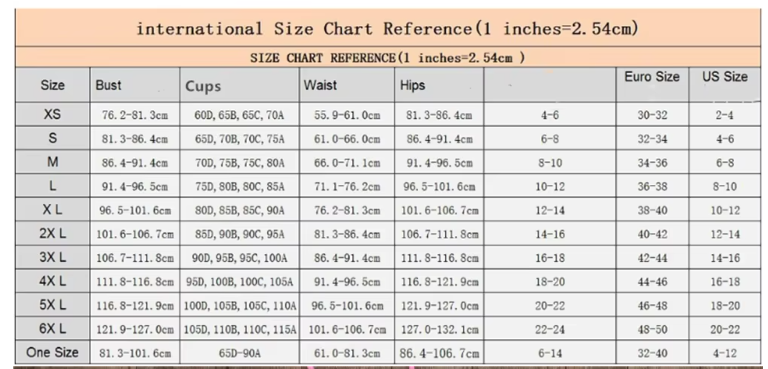 international Size Chart Reference(1 inches=2.54cm)
SIZE CHART REFERENCE(1 inches=2.54cm )
Size Bust Cups Waist Hips Euro Size US Size
XS 76.2-81.3cm 60D, 65B, 65C, 70A 55.9-61.0cm 81.3-86.4cm 4-6 30-32 2-4
S 81.3-86.4cm 65D, 70B, 70C, 75A 61.0-66.0cm 86.4-91.4cm 6-8 32-34 4-6
M 86.4-91.4cm 70D, 75B, 75C, 80A 66.0-71.1cm 91.4-96.5cm 8-10 34-36 6-8
L 91.4-96.5cm 75D, 80B, 80C, 85A 71.1-76.2cm 96.5-101.6cm 10-12 36-38 8-10
X L 96.5-101.6cm 80D, 85B, 85C, 90A 76.2-81.3cm 101.6-106.7cm 12-14 38-40 10-12
2X L 101.6-106.7cm 85D, 90B, 90C, 95A 81.3-86.4cm 106.7-111.8cm 14-16 40-42 12-14
3X L 106.7-111.8cm 90D, 95B, 95C, 100A 86.4-91.4cm 111.8-116.8cm 16-18 42-44 14-16
4X L 111.8-116.8cm 95D, 100B, 100C, 105A 91.4-96.5cm 116.8-121.9cm 18-20 44-46 16-18
5X L 116.8-121.9cm 100D, 105B, 105C, 110A 96.5-101.6cm 121.9-127.0cm 20-22 46-48 18-20
6X L 121.9-127.0cm 105D, 110B, 110C, 115A 101.6-106.7cm 127.0-132.1cm 22-24 48-50 20-22
One Size 81.3-101.6cm 65D-90A 61.0-81.3cm 86.4-106.7cm 6-14 32-40 4-12